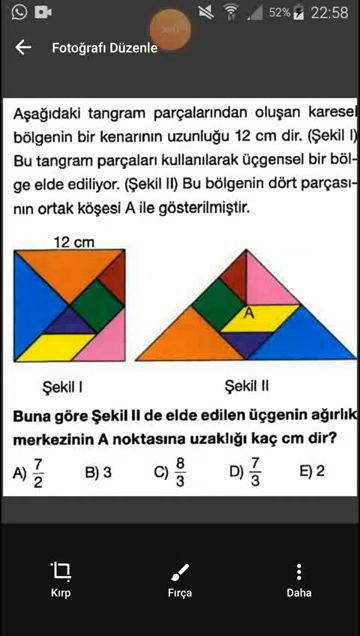 52% 22:58
Fotoğrafı Düzenle
Aşağıdaki tangram parçalarından oluşan karesel
bölgenin bir kenarının uzunluğu 12 cm dir. (Şekil I)
Bu tangram parçaları kullanılarak üçgensel bir böl-
ge elde ediliyor. (Şekil II) Bu bölgenin dört parçası-
nın ortak köşesi A ile gösterilmiştir.
12 cm
A
Şekil I Şekil II
Buna göre Şekil II de elde edilen üçgenin ağırlık
merkezinin A noktasına uzaklığı kaç cm dir?
A) 7/2 B) 3 C) 8/3 D) 7/3 E) 2
Kırp Fırça Daha